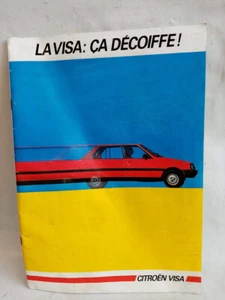 LA VISA: ÇA DÉCOIFFE!
CITROËN VISA